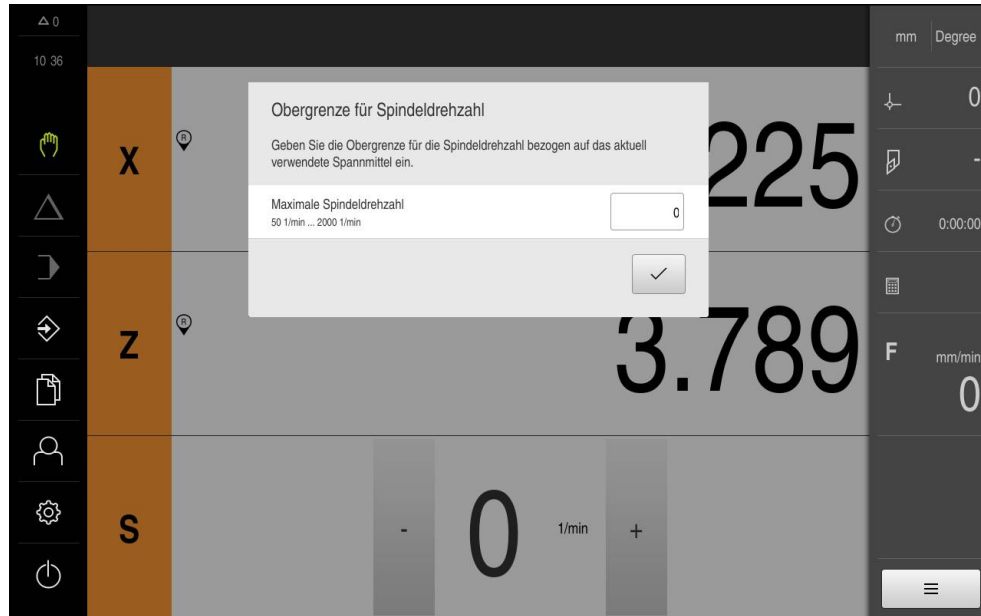 0
10 36
mm Degree
Obergrenze für Spindeldrehzahl
Geben Sie die Obergrenze für die Spindeldrehzahl bezogen auf das aktuell
verwendete Spannmittel ein.
Maximale Spindeldrehzahl
50 1/min ... 2000 1/min
0
X
R
225
Z
R
3.789
S
-
0
1/min
+
0
-
0:00:00
F
mm/min
0